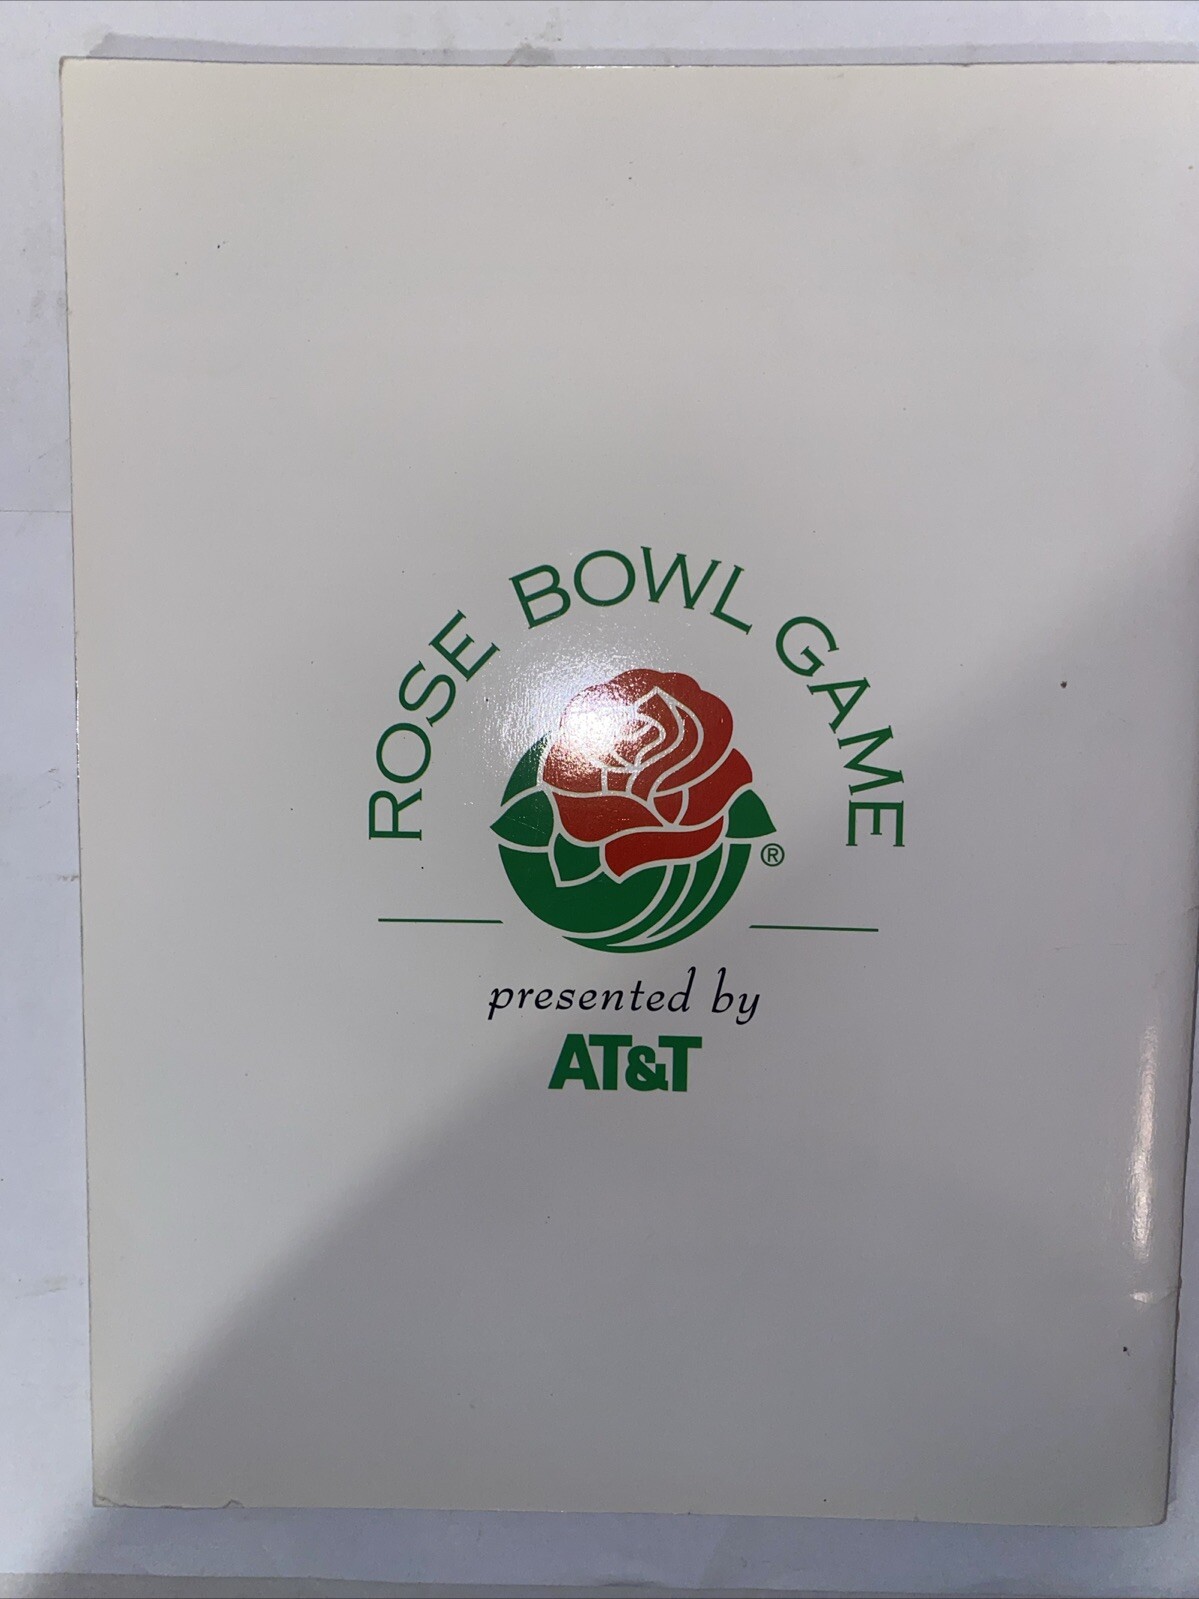 ROSE BOWL GAME
®
presented by
AT&T